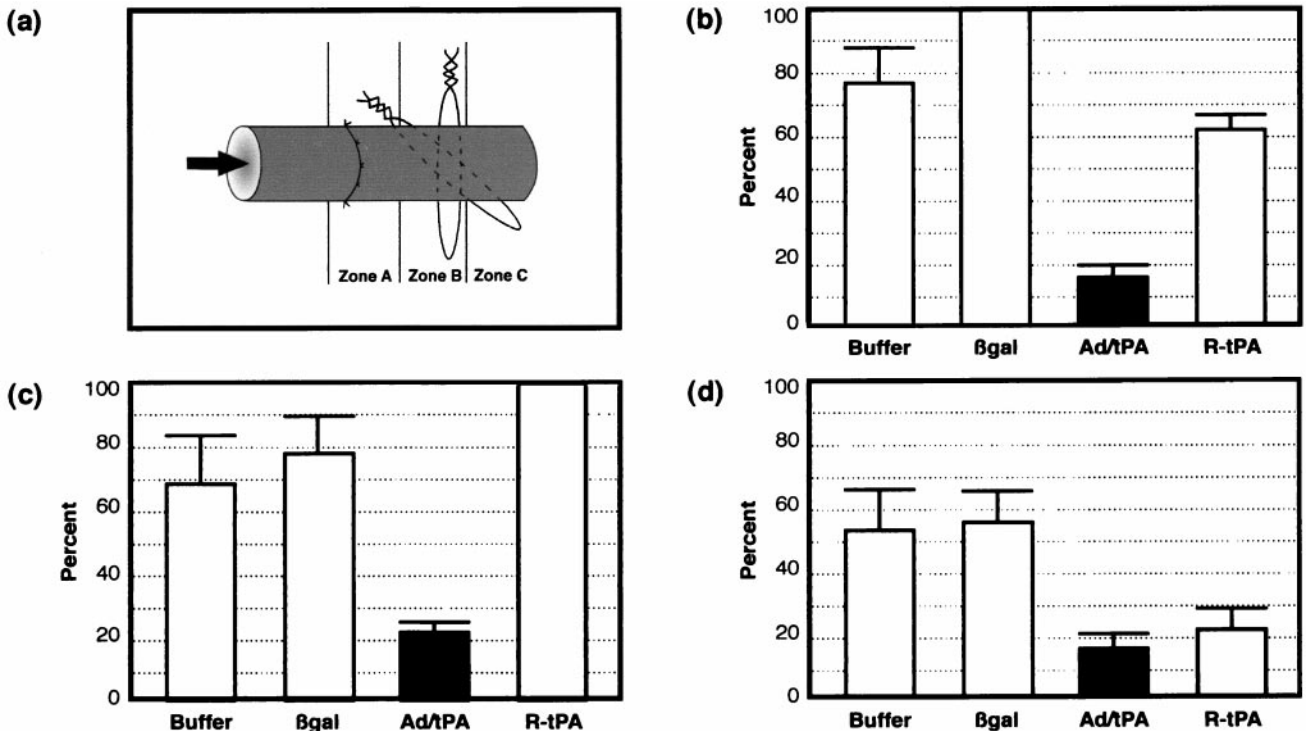 (a)
Zone A Zone B Zone C
(b)
Percent
100
80
60
40
20
0
Buffer ßgal Ad/tPA R-tPA
(c)
Percent
100
80
60
40
20
0
Buffer ßgal Ad/tPA R-tPA
(d)
Percent
100
80
60
40
20
0
Buffer ßgal Ad/tPA R-tPA